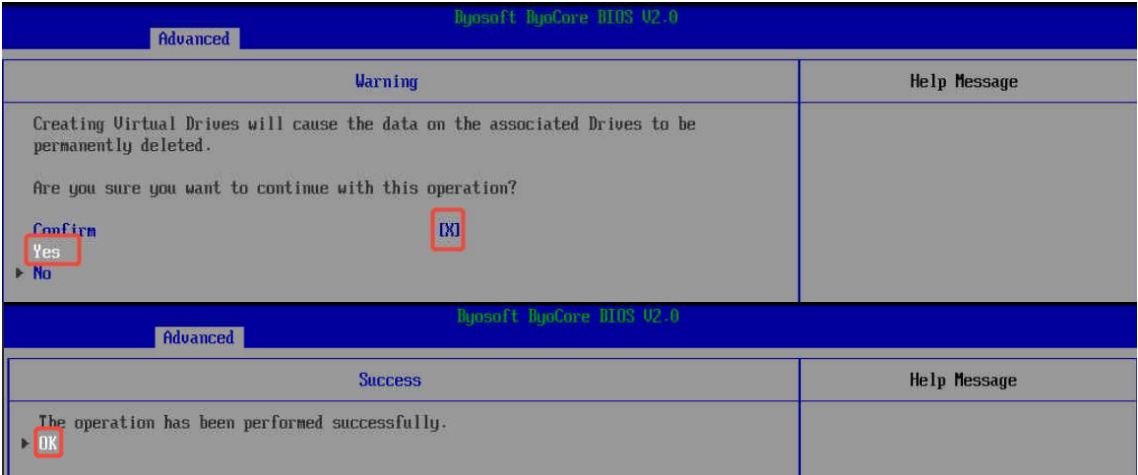 Byosoft ByoCore BIOS V2.0
Advanced
Warning
Help Message
Creating Virtual Drives will cause the data on the associated Drives to be
permanently deleted.
Are you sure you want to continue with this operation?
Confirm [X]
Yes
No
Byosoft ByoCore BIOS V2.0
Advanced
Success
Help Message
The operation has been performed successfully.
OK